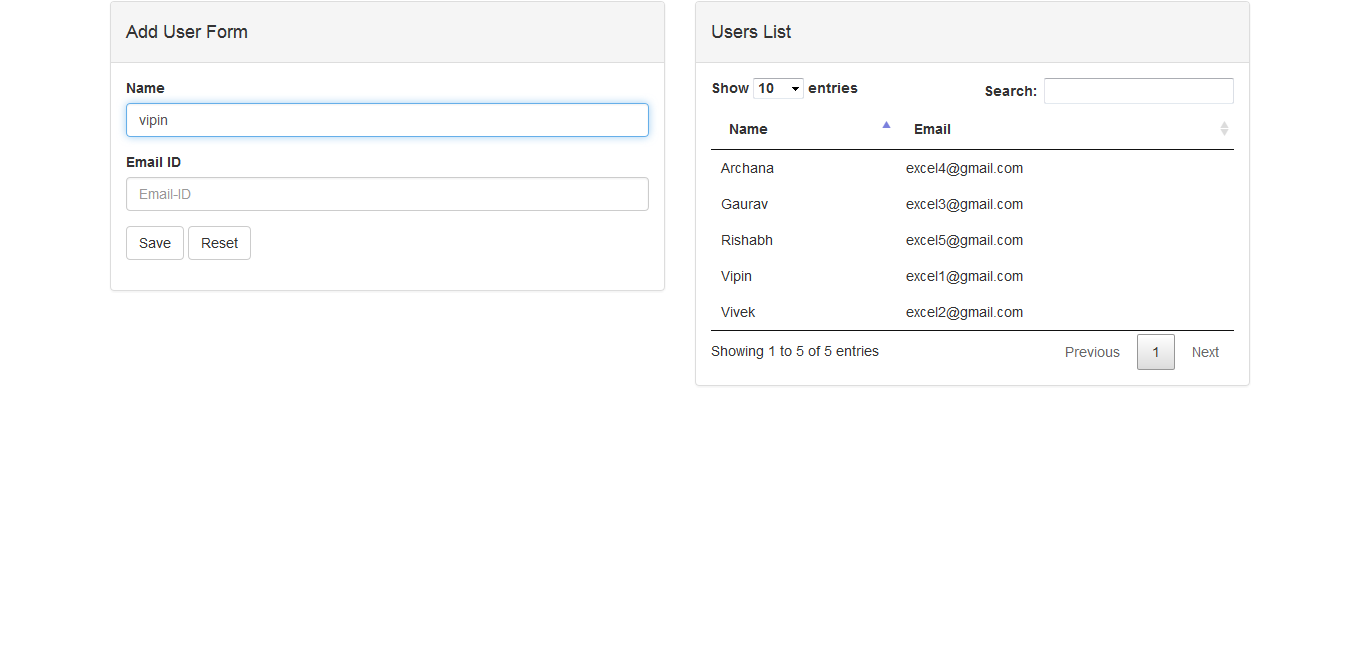 Add User Form
Name
vipin
Email ID
Email-ID
Save Reset
Users List
Show 10 entries Search:
Name Email
Archana excel4@gmail.com
Gaurav excel3@gmail.com
Rishabh excel5@gmail.com
Vipin excel1@gmail.com
Vivek excel2@gmail.com
Showing 1 to 5 of 5 entries Previous 1 Next